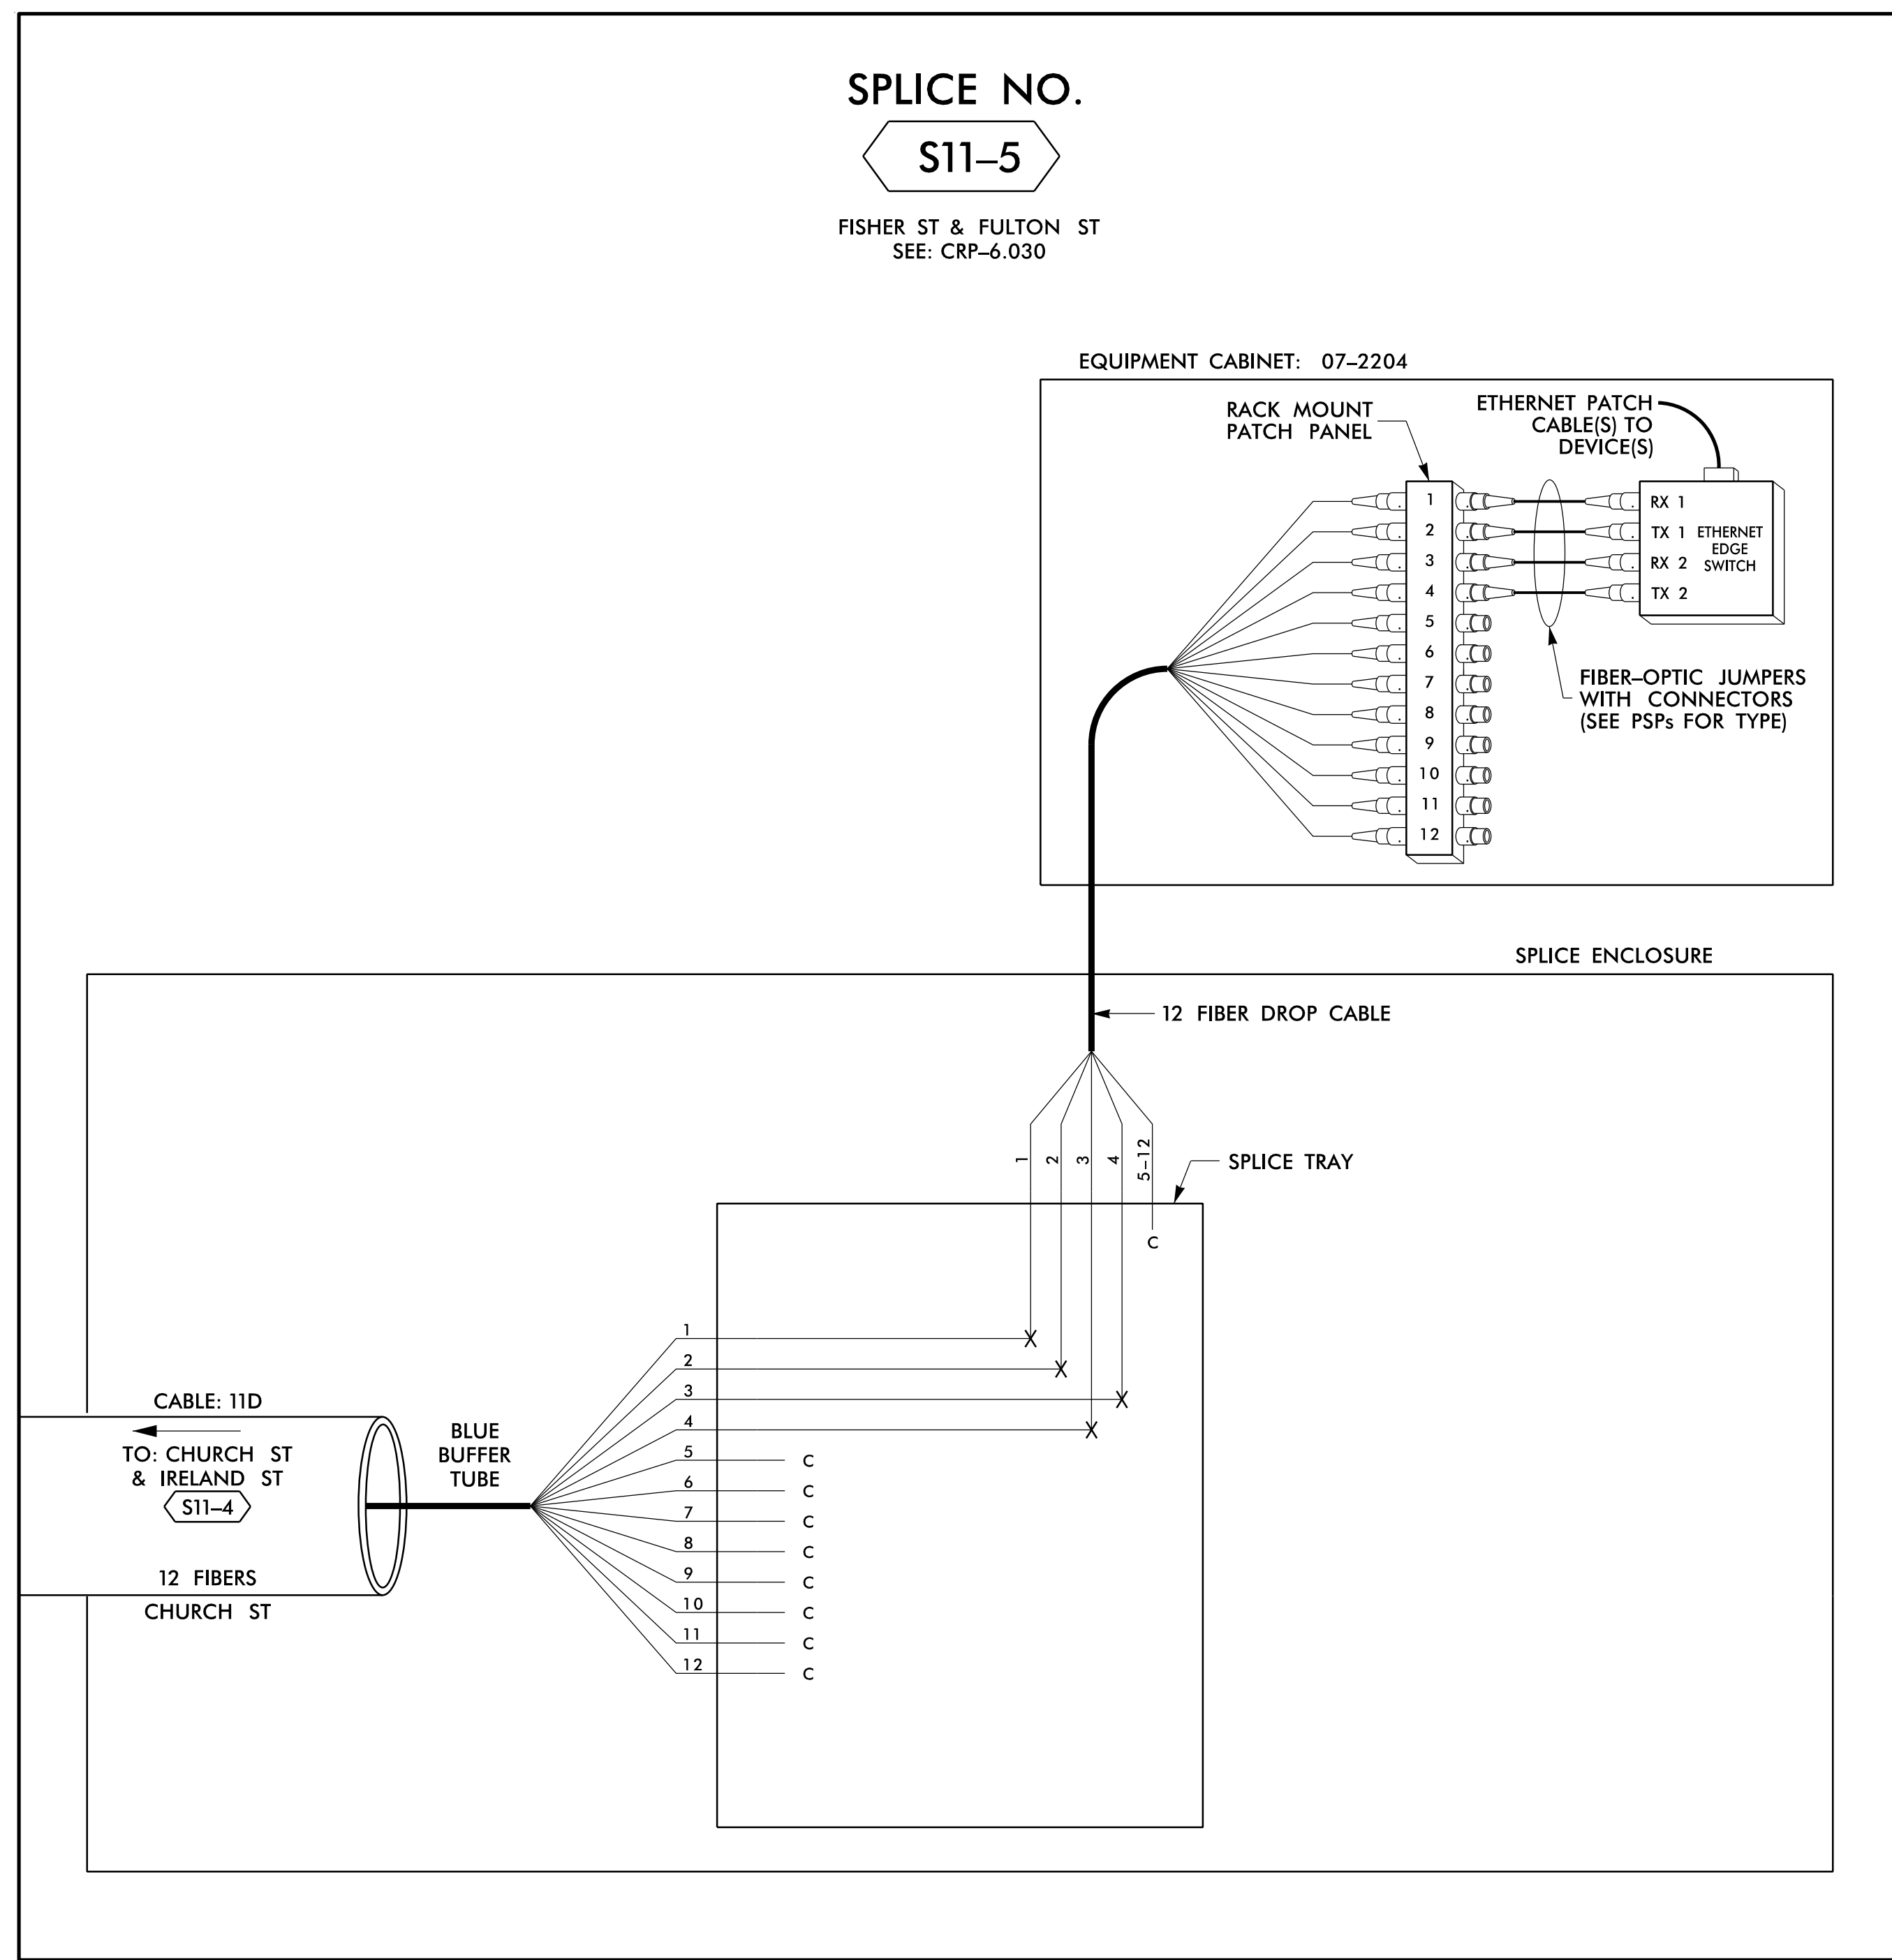 SPLICE NO.
S11–5
FISHER ST & FULTON ST
SEE: CRP–6.030
EQUIPMENT CABINET: 07–2204
RACK MOUNT
PATCH PANEL
ETHERNET PATCH
CABLE(S) TO
DEVICE(S)
1
2
3
4
5
6
7
8
9
10
11
12
RX 1
TX 1
RX 2
TX 2
ETHERNET
EDGE
SWITCH
FIBER–OPTIC JUMPERS
WITH CONNECTORS
(SEE PSPs FOR TYPE)
SPLICE ENCLOSURE
12 FIBER DROP CABLE
1
2
3
4
5–12
SPLICE TRAY
C
CABLE: 11D
TO: CHURCH ST
& IRELAND ST
S11–4
12 FIBERS
CHURCH ST
BLUE
BUFFER
TUBE
1
2
3
4
5 C
6 C
7 C
8 C
9 C
10 C
11 C
12 C